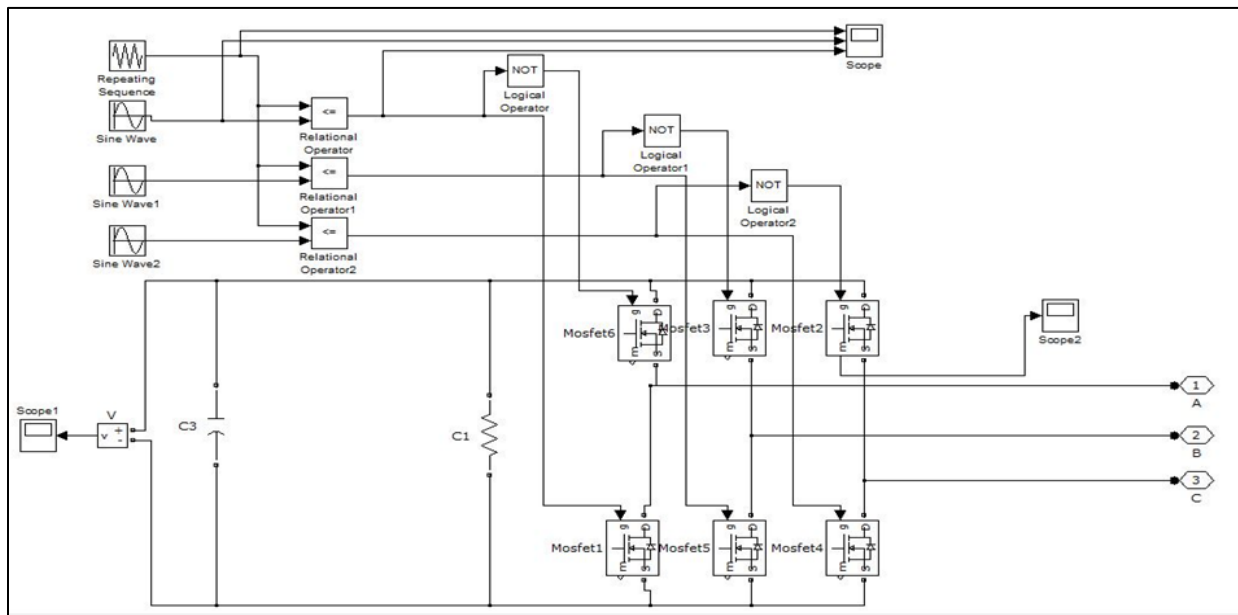 Repeating
Sequence
Scope
NOT
Logical
Operator
Sine Wave
<=
Relational
Operator
NOT
Logical
Operator1
Sine Wave1
<=
Relational
Operator1
NOT
Logical
Operator2
Sine Wave2
<=
Relational
Operator2
g
D
m
S
Mosfet6
g
D
m
S
Mosfet3
g
D
m
S
Mosfet2
Scope2
1
A
Scope1
V
v
+
-
C3
C1
2
B
3
C
g
D
m
S
Mosfet1
g
D
m
S
Mosfet5
g
D
m
S
Mosfet4